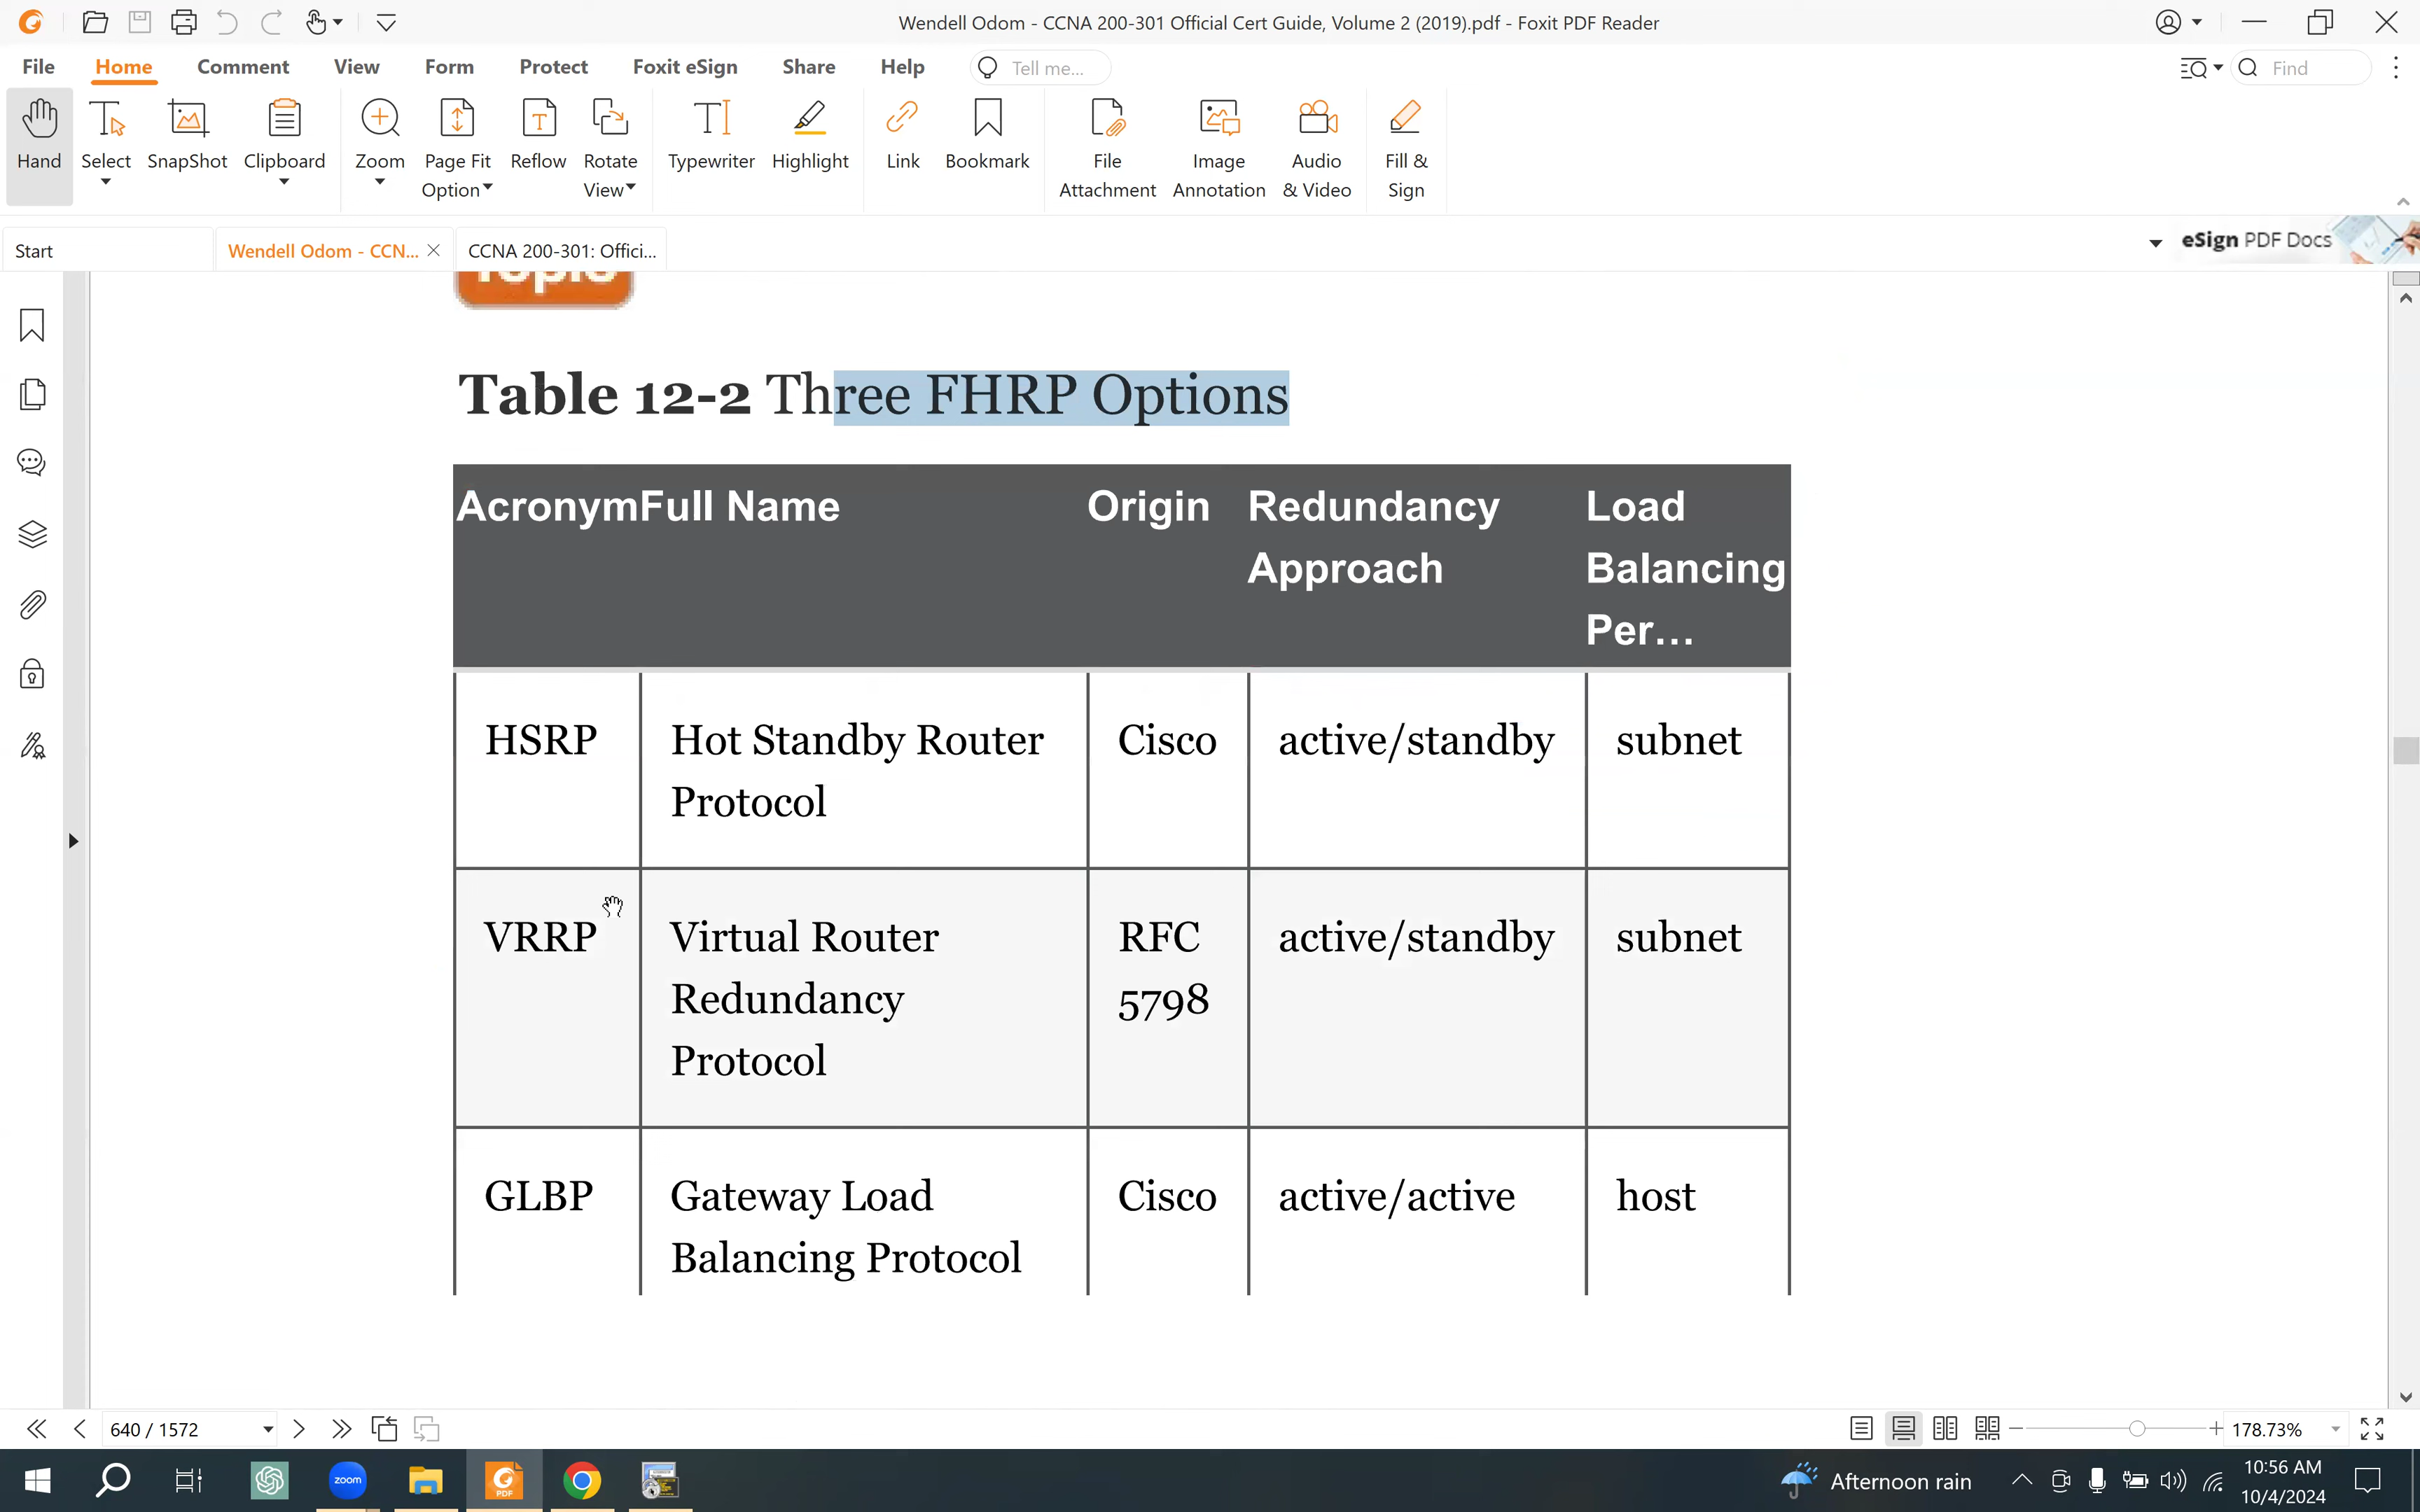 Wendell Odom - CCNA 200-301 Official Cert Guide, Volume 2 (2019).pdf - Foxit PDF Reader
File Home Comment View Form Protect Foxit eSign Share Help Tell me... Find
Hand Select SnapShot Clipboard Zoom Page Fit Option Reflow Rotate View Typewriter Highlight Link Bookmark File Attachment Image Annotation Audio & Video Fill & Sign
Start Wendell Odom - CCN... CCNA 200-301: Offici... eSign PDF Docs
Topic
Table 12-2 Three FHRP Options
Acronym Full Name Origin Redundancy Approach Load Balancing Per...
HSRP Hot Standby Router Protocol Cisco active/standby subnet
VRRP Virtual Router Redundancy Protocol RFC 5798 active/standby subnet
GLBP Gateway Load Balancing Protocol Cisco active/active host
640 / 1572 178.73%
zoom PDF Afternoon rain 10:56 AM
10/4/2024